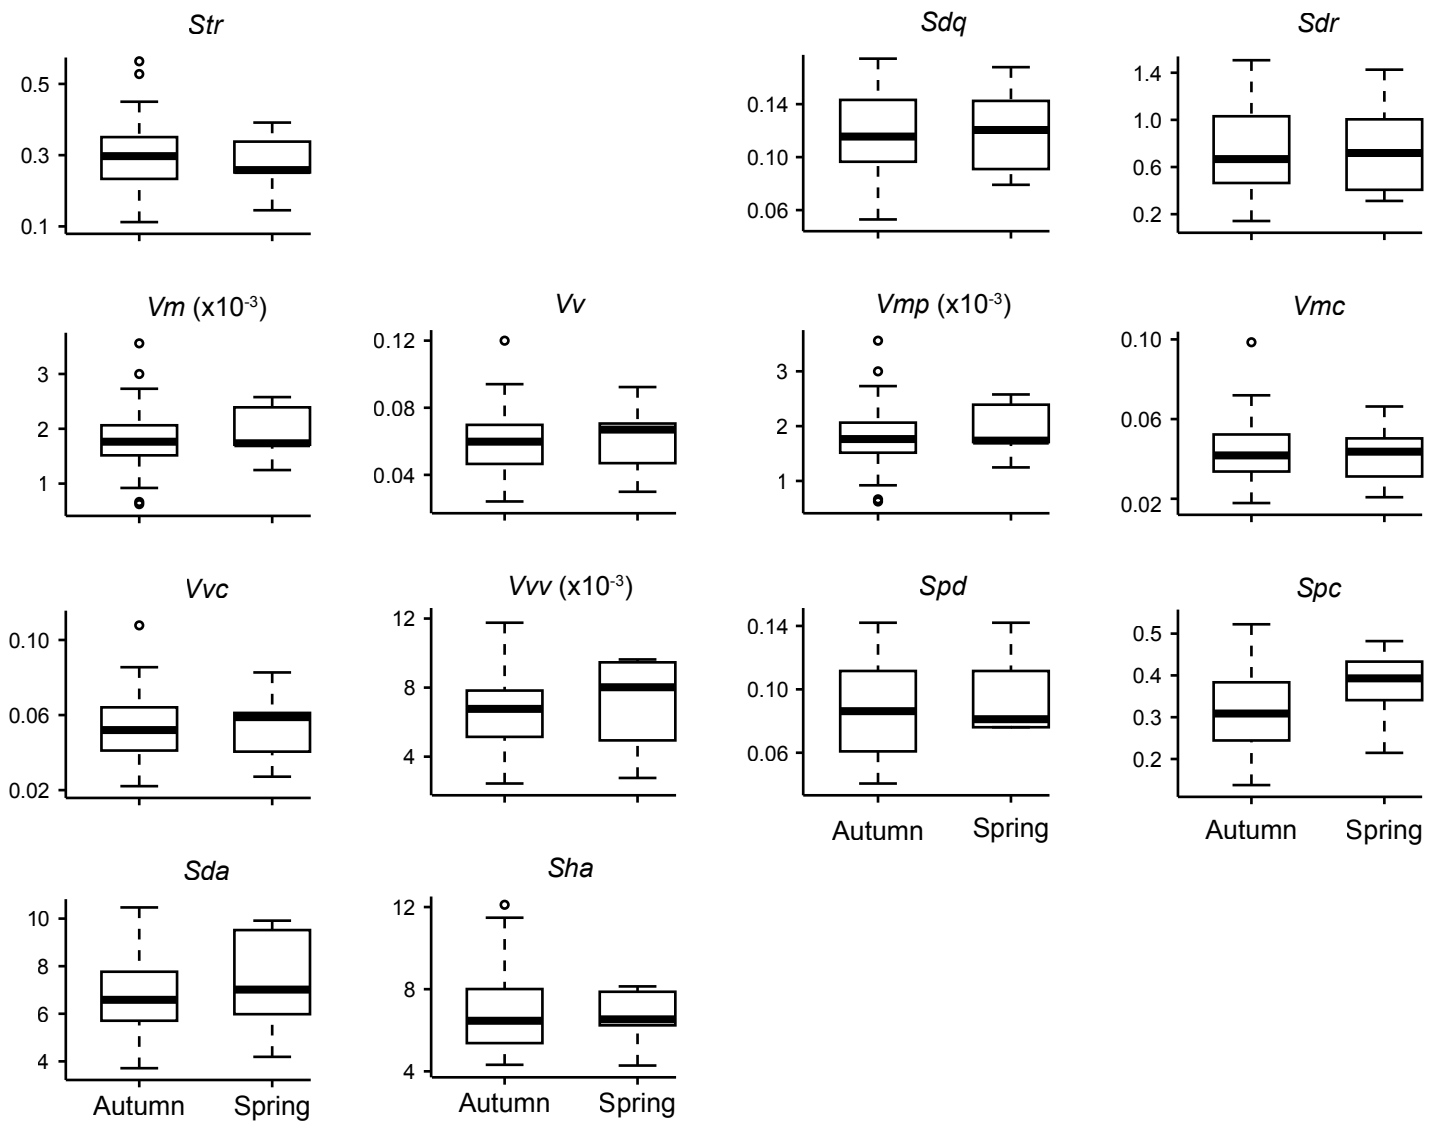 Str
0.5
0.3
0.1
Sdq
0.14
0.10
0.06
Sdr
1.4
1.0
0.6
0.2
Vm (x10⁻³)
3
2
1
Vv
0.12
0.08
0.04
Vmp (x10⁻³)
3
2
1
Vmc
0.10
0.06
0.02
Vvc
0.10
0.06
0.02
Vvv (x10⁻³)
12
8
4
Spd
0.14
0.10
0.06
Autumn Spring
Spc
0.5
0.4
0.3
0.2
Autumn Spring
Sda
10
8
6
4
Autumn Spring
Sha
12
8
4
Autumn Spring